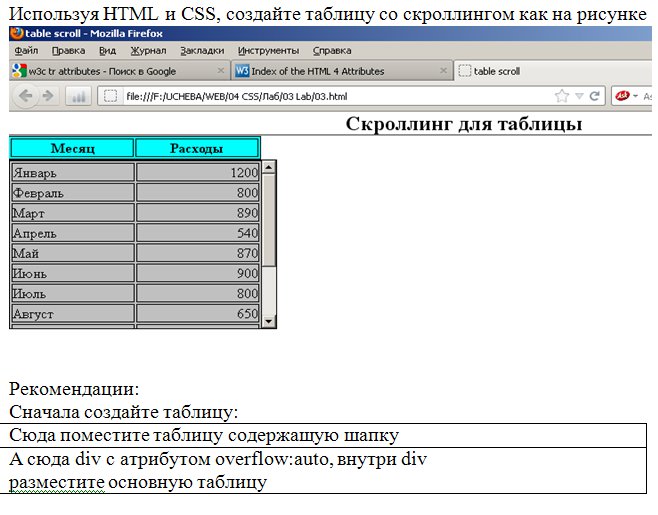 Используя HTML и CSS, создайте таблицу со скроллингом как на рисунке
table scroll - Mozilla Firefox
Файл Правка Вид Журнал Закладки Инструменты Справка
w3c tr attributes - Поиск в Google
Index of the HTML 4 Attributes
table scroll
file:///F:/UCHEBA/WEB/04 CSS/Лаб/03 Lab/03.html
Ask
Скроллинг для таблицы
Месяц Расходы
Январь 1200
Февраль 800
Март 890
Апрель 540
Май 870
Июнь 900
Июль 800
Август 650
Рекомендации:
Сначала создайте таблицу:
Сюда поместите таблицу содержащую шапку
А сюда div с атрибутом overflow:auto, внутри div
разместите основную таблицу